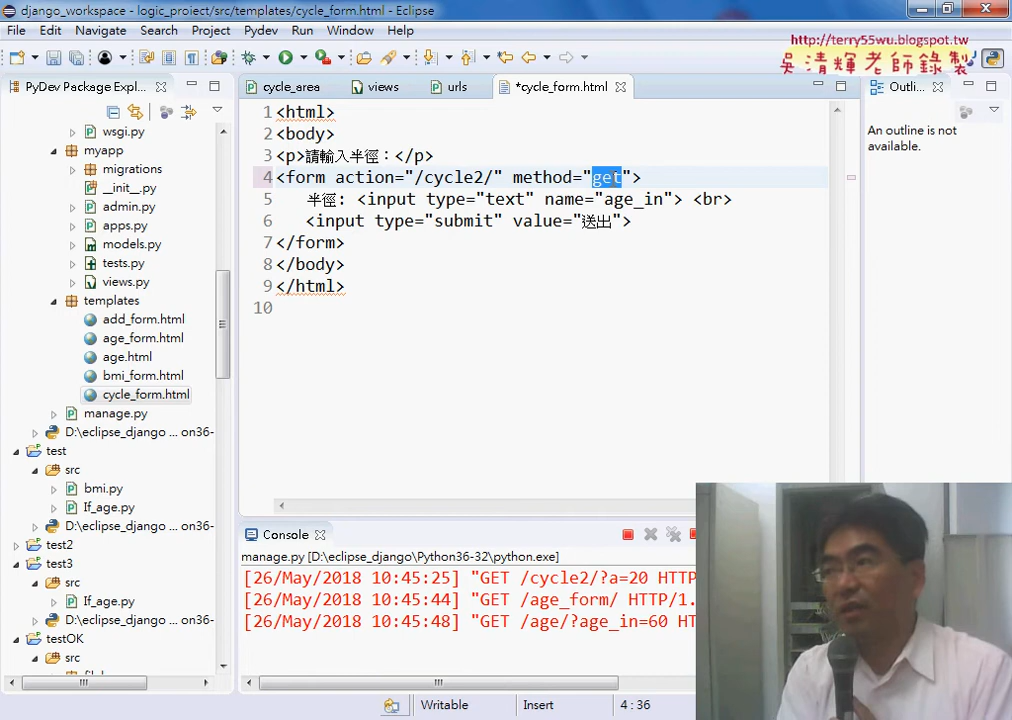 django_workspace - logic_project/src/templates/cycle_form.html - Eclipse
File Edit Navigate Search Project Pydev Run Window Help
http://terry55wu.blogspot.tw
吳清輝老師錄製
PyDev Package Expl...
cycle_area views urls *cycle_form.html
Outli...
wsgi.py
myapp
migrations
__init__.py
admin.py
apps.py
models.py
tests.py
views.py
templates
add_form.html
age_form.html
age.html
bmi_form.html
cycle_form.html
manage.py
D:\eclipse_django ... on36-
test
src
bmi.py
If_age.py
D:\eclipse_django ... on36-
test2
test3
src
If_age.py
D:\eclipse_django ... on36-
testOK
src
1 <html>
2 <body>
3 <p>請輸入半徑：</p>
4 <form action="/cycle2/" method="get">
5 半徑: <input type="text" name="age_in"> <br>
6 <input type="submit" value="送出">
7 </form>
8 </body>
9 </html>
10
An outline is not
available.
Console
manage.py [D:\eclipse_django\Python36-32\python.exe]
[26/May/2018 10:45:25] "GET /cycle2/?a=20 HTTP
[26/May/2018 10:45:44] "GET /age_form/ HTTP/1.
[26/May/2018 10:45:48] "GET /age/?age_in=60 HT
Writable Insert 4 : 36